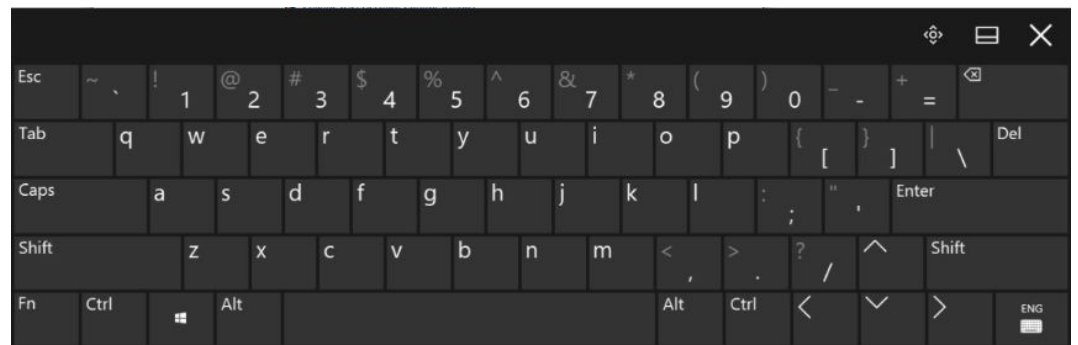 Esc ~ ` ! 1 @ 2 # 3 $ 4 % 5 ^ 6 & 7 * 8 ( 9 ) 0 _ - + =
Tab q w e r t y u i o p { [ } ] | \ Del
Caps a s d f g h j k l : ; " ' Enter
Shift z x c v b n m < , > . ? / Shift
Fn Ctrl Alt Alt Ctrl ENG